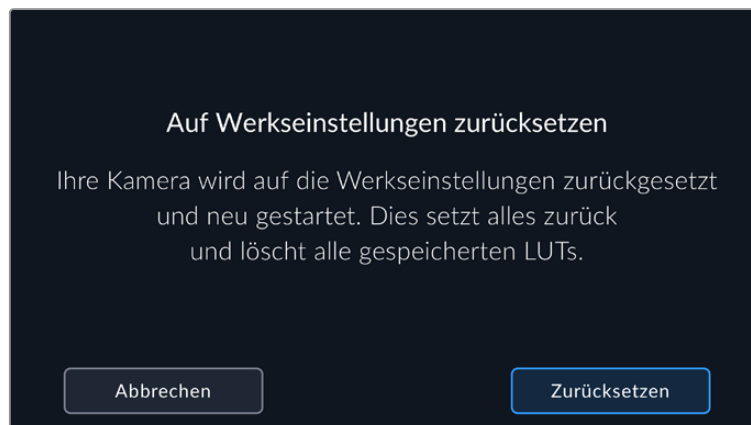 Auf Werkseinstellungen zurücksetzen
Ihre Kamera wird auf die Werkseinstellungen zurückgesetzt
und neu gestartet. Dies setzt alles zurück
und löscht alle gespeicherten LUTs.
Abbrechen
Zurücksetzen